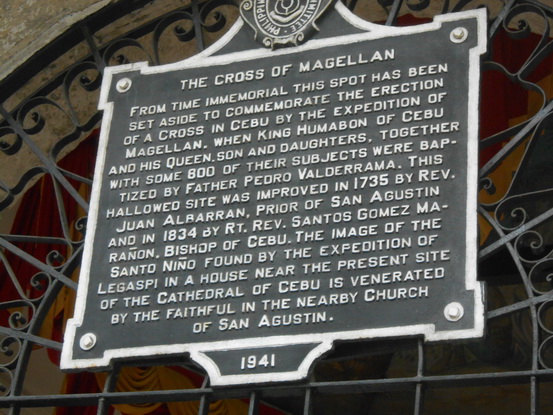 PHILIPPINE
COMMITTEE
THE CROSS OF MAGELLAN
FROM TIME IMMEMORIAL THIS SPOT HAS BEEN
SET ASIDE TO COMMEMORATE THE ERECTION
OF A CROSS IN CEBU BY THE EXPEDITION OF
MAGELLAN. WHEN KING HUMABON OF CEBU
AND HIS QUEEN, SON AND DAUGHTERS, TOGETHER
WITH SOME 800 OF THEIR SUBJECTS WERE BAP-
TIZED BY FATHER PEDRO VALDERRAMA. THIS
HALLOWED SITE WAS IMPROVED IN 1735 BY REV.
JUAN ALBARRAN, PRIOR OF SAN AGUSTIN
AND IN 1834 BY RT. REV. SANTOS GOMEZ MA-
RAÑON, BISHOP OF CEBU. THE IMAGE OF THE
SANTO NIÑO FOUND BY THE EXPEDITION OF
LEGASPI IN A HOUSE NEAR THE PRESENT SITE
OF THE CATHEDRAL OF CEBU IS VENERATED
BY THE FAITHFUL IN THE NEARBY CHURCH
OF SAN AGUSTIN.
1941